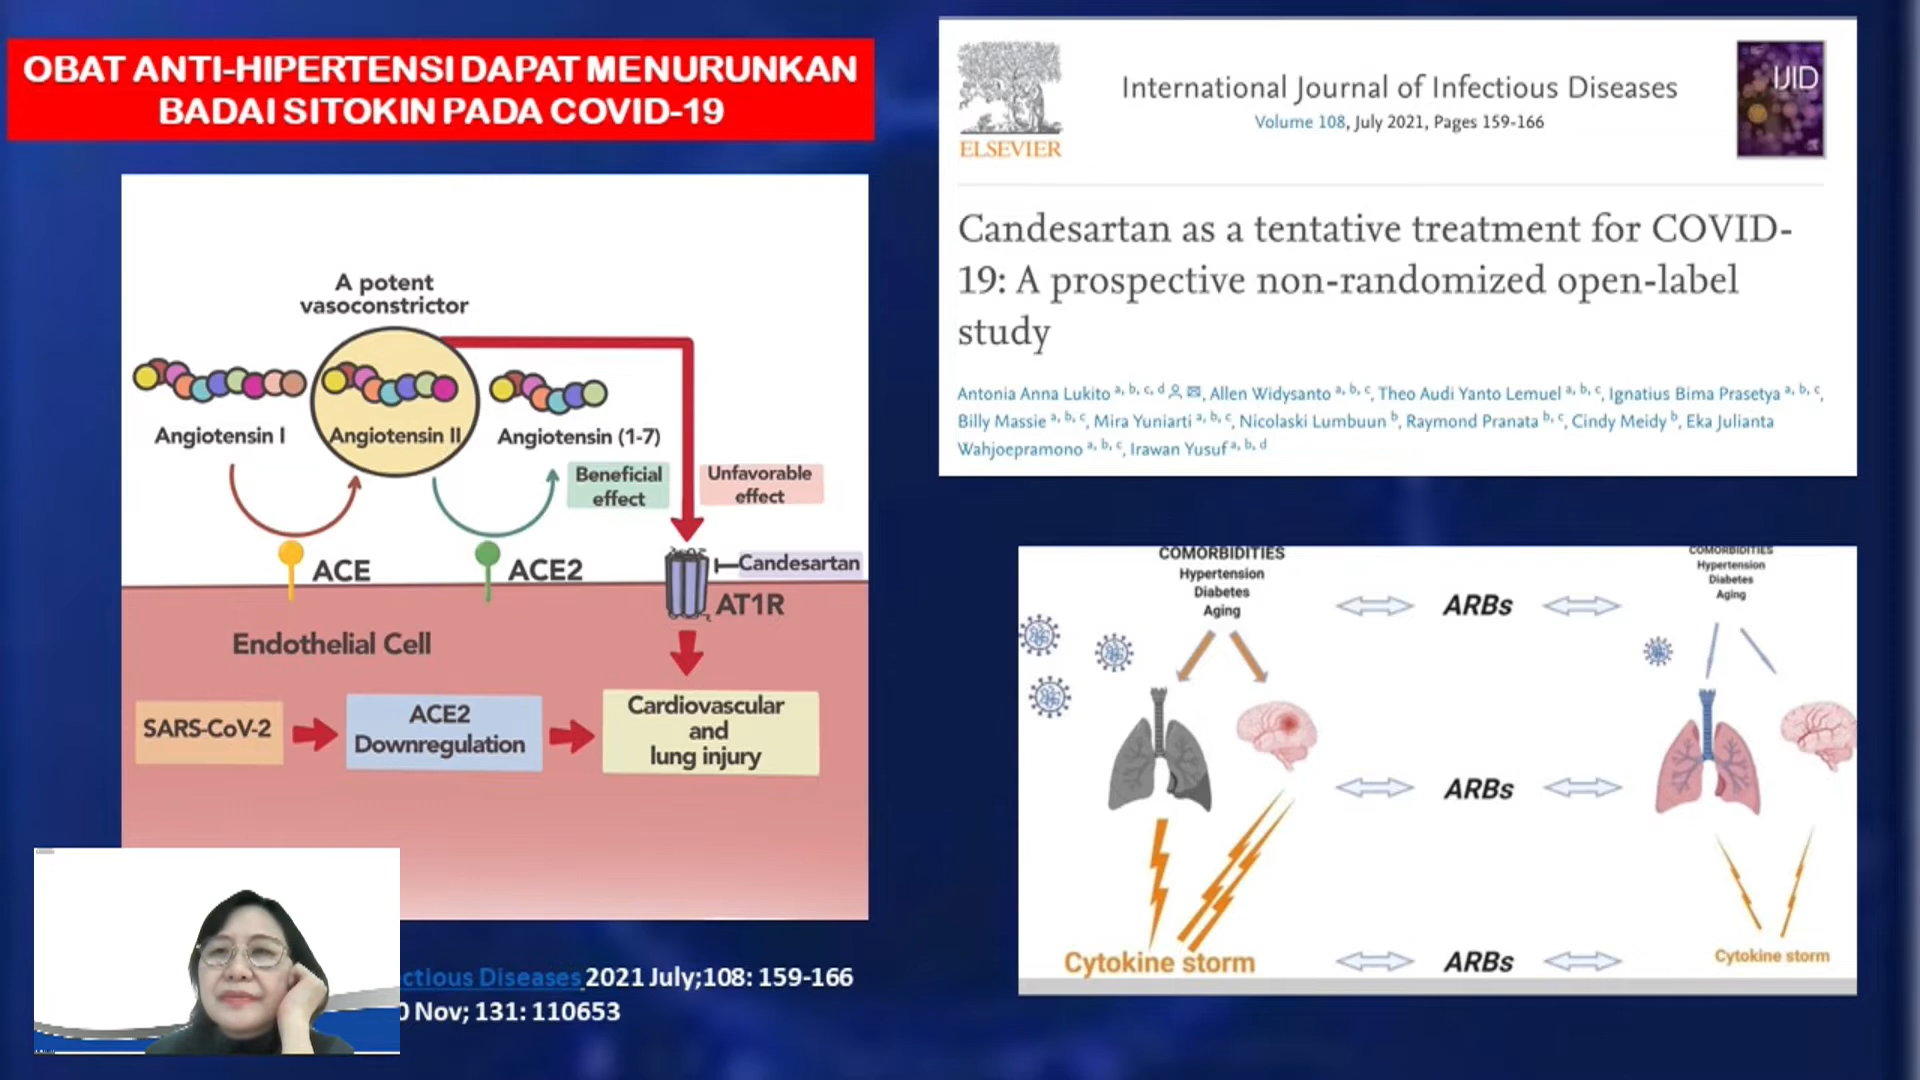 OBAT ANTI-HIPERTENSI DAPAT MENURUNKAN
BADAI SITOKIN PADA COVID-19
A potent
vasoconstrictor
Angiotensin I
Angiotensin II
Angiotensin (1-7)
Beneficial
effect
Unfavorable
effect
ACE
ACE2
Candesartan
AT1R
Endothelial Cell
SARS-CoV-2
ACE2
Downregulation
Cardiovascular
and
lung injury
ctious Diseases 2021 July;108: 159-166
0 Nov; 131: 110653
ELSEVIER
International Journal of Infectious Diseases
Volume 108, July 2021, Pages 159-166
IJID
Candesartan as a tentative treatment for COVID-
19: A prospective non-randomized open-label
study
Antonia Anna Lukito a, b, c, d, Allen Widysanto a, b, c, Theo Audi Yanto Lemuel a, b, c, Ignatius Bima Prasetya a, b, c,
Billy Massie a, b, c, Mira Yuniarti a, b, c, Nicolaski Lumbuun b, Raymond Pranata b, c, Cindy Meidy b, Eka Julianta
Wahjoepramono a, b, c, Irawan Yusuf a, b, d
COMORBIDITIES
Hypertension
Diabetes
Aging
ARBs
COMORBIDITIES
Hypertension
Diabetes
Aging
ARBs
Cytokine storm
ARBs
Cytokine storm